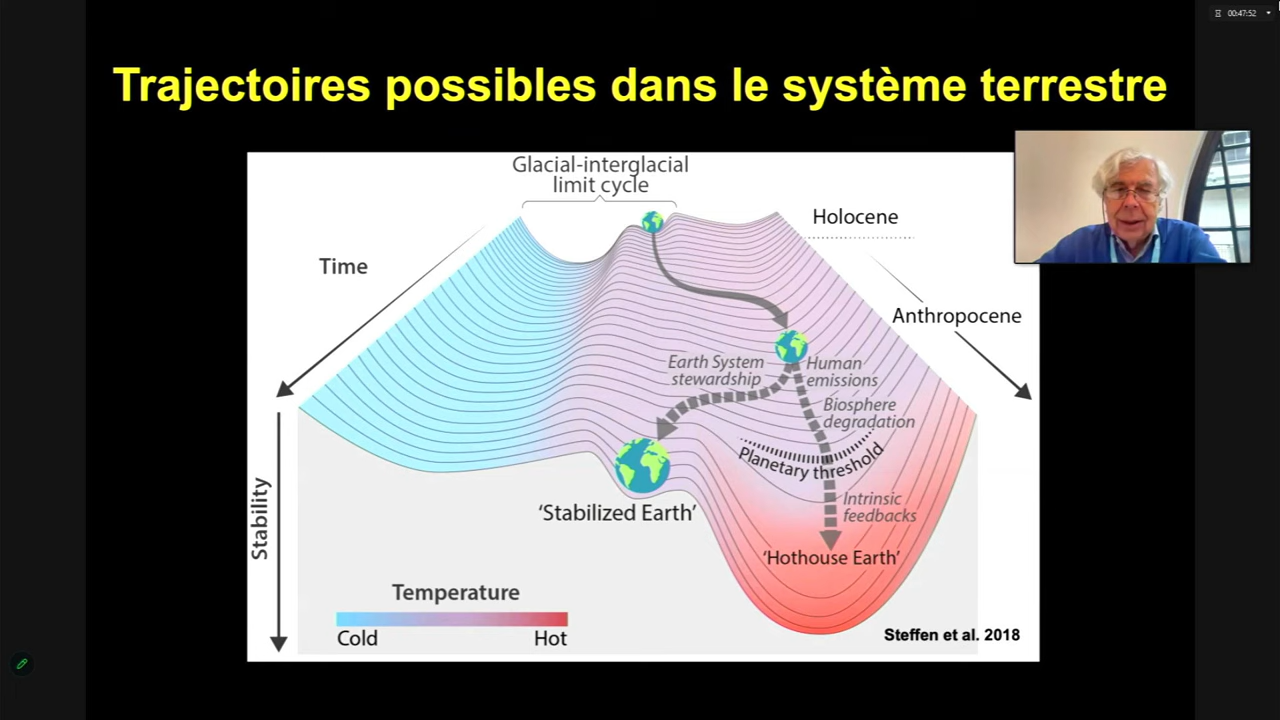 00:47:52
Trajectoires possibles dans le système terrestre
Glacial-interglacial
limit cycle
Holocene
Time
Anthropocene
Earth System
stewardship
Human
emissions
Biosphere
degradation
Planetary threshold
Intrinsic
feedbacks
'Stabilized Earth'
'Hothouse Earth'
Stability
Temperature
Cold
Hot
Steffen et al. 2018